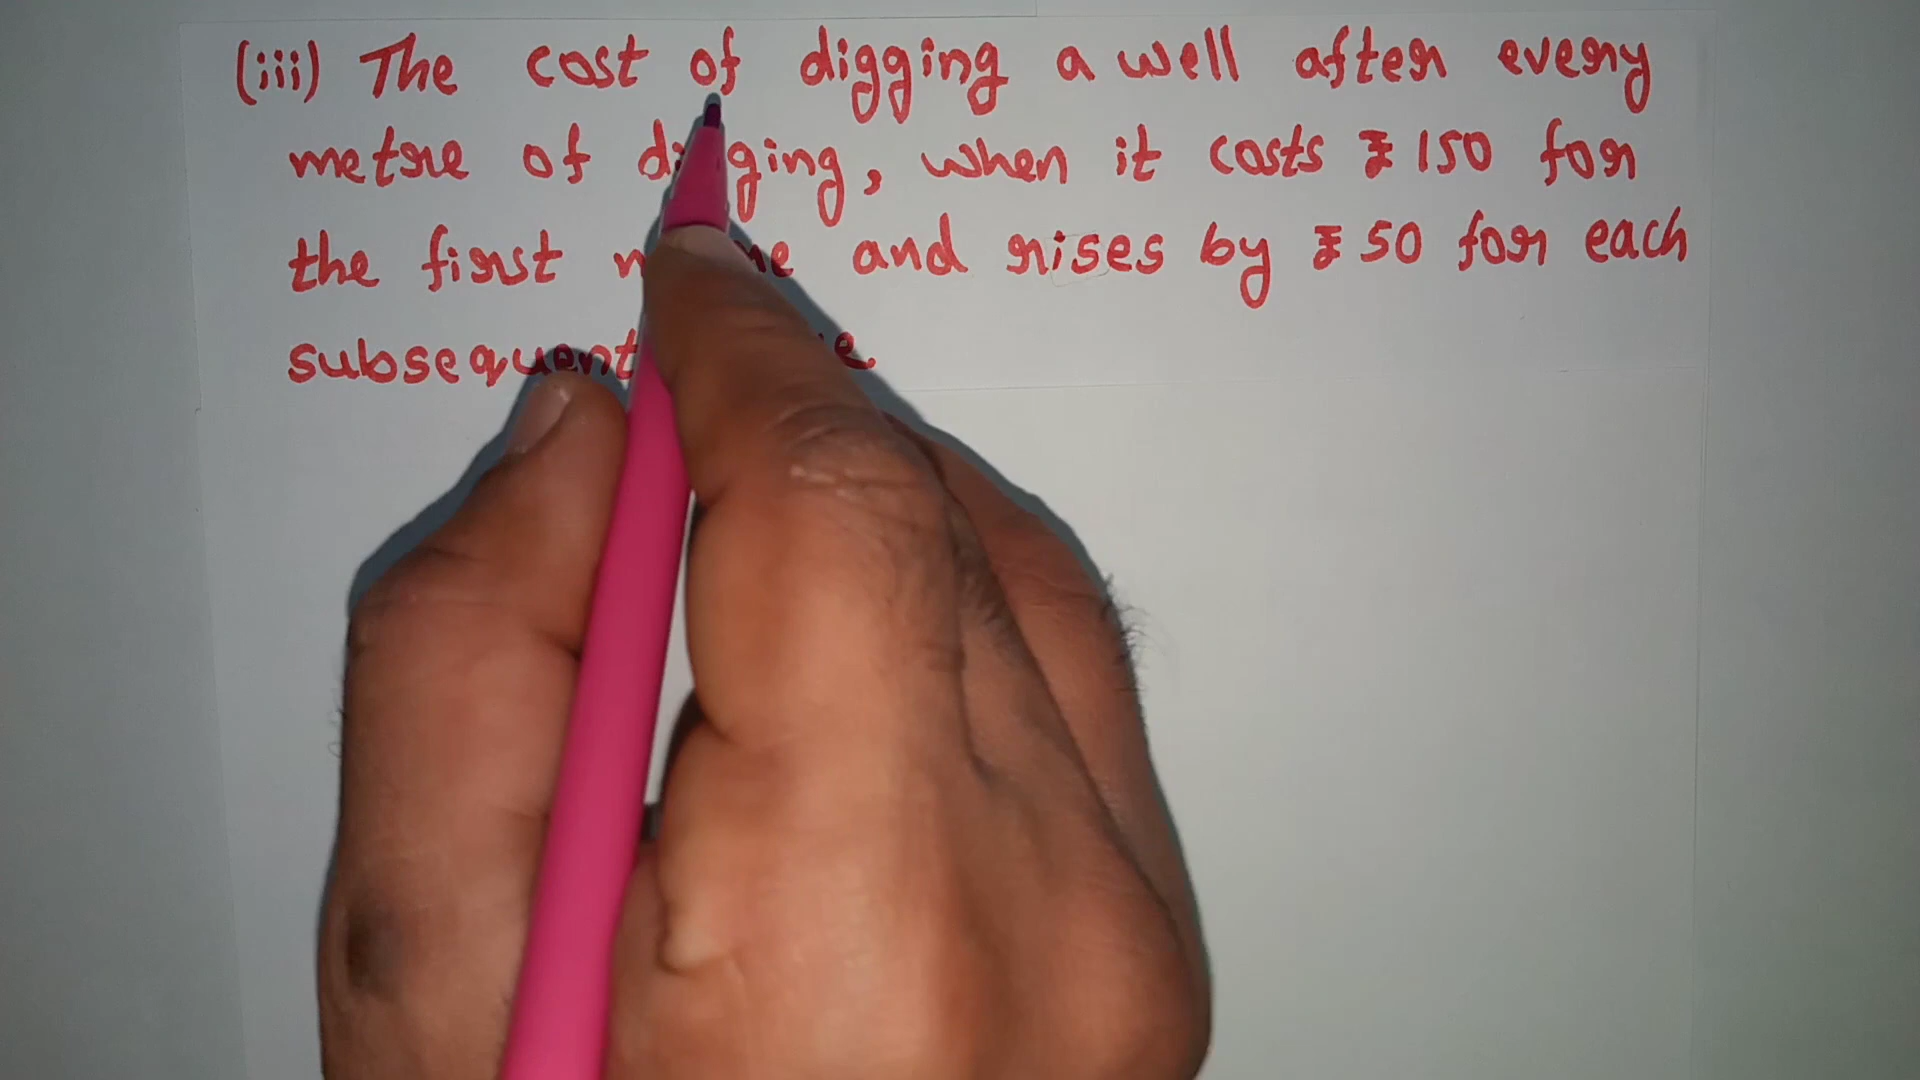 (iii) The cost of digging a well after every
metre of digging, when it costs ₹ 150 for
the first and rises by ₹ 50 for each
subsequent